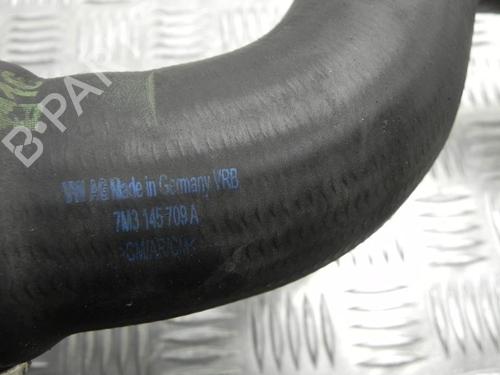 B-PA
VW AG Made in Germany VRB
7M3 145 709 A